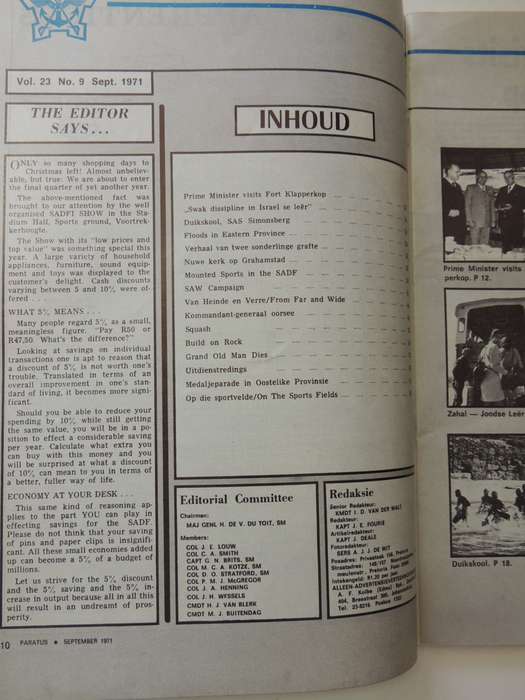 Vol. 23 No. 9 Sept. 1971
THE EDITOR
SAYS...
ONLY so many shopping days to
Christmas left! Almost unbeliev-
able, but true: We are about to enter
the final quarter of yet another year.
The above-mentioned fact was
brought to our attention by the well
organised SADFI SHOW in the Sta-
dium Hall, Sports ground, Voortrek-
kerhoogte.
The Show with its "low prices and
top value" was something special this
year. A large variety of household
appliances, furniture, sound equip-
ment and toys was displayed to the
customer's delight. Cash discounts
varying between 5 and 10% were of-
fered ...
WHAT 5% MEANS ...
Many people regard 5% as a small,
meaningless figure. "Pay R50 or
R47,50. What's the difference?"
Looking at savings on individual
transactions one is apt to reason that
a discount of 5% is not worth one's
trouble. Translated in terms of an
overall improvement in one's stan-
dard of living, it becomes more signi-
ficant.
Should you be able to reduce your
spending by 10% while still getting
the same value, you will be in a po-
sition to effect a considerable saving
per year. Calculate what extra you
can buy with this money and you
will be surprised at what a discount
of 10% can mean to you in terms of
a better, fuller way of life.
ECONOMY AT YOUR DESK ...
This same kind of reasoning ap-
plies to the part YOU can play in
effecting savings for the SADF.
Please do not think that your saving
of pins and paper clips is insignifi-
cant. All these small economies added
up can become a 5% of a budget of
millions.
Let us strive for the 5% discount
and the 5% saving and the 5% in-
crease in output because all in all this
will result in an undreamt of pros-
perity.
10 PARATUS ★ SEPTEMBER 1971
INHOUD
Prime Minister visits Fort Klapperkop
„Swak dissipline in Israel se leër"
Duikskool, SAS Simonsberg
Floods in Eastern Province
Verhaal van twee sonderlinge grafte
Nuwe kerk op Grahamstad
Mounted Sports in the SADF
SAW Campaign
Van Heinde en Verre/From Far and Wide
Kommandant-generaal oorsee
Squash
Build on Rock
Grand Old Man Dies
Uitdienstredings
Medaljeparade in Oostelike Provinsie
Op die sportvelde/On The Sports Fields
Editorial Committee
Chairman:
MAJ GENL H. DE V. DU TOIT, SM
Members:
COL J. E. LOUW
COL C. A. SMITH
CAPT G. N. BRITS, SM
COL M. C. A. KOTZE, SM
COL D. O. STRATFORD, SM
COL P. M. J. McGREGOR
COL J. A. HENNING
COL J. H. WESSELS
CMDT H. J. VAN BLERK
CMDT M. J. BUITENDAG
Redaksie
Senior Redakteur:
KMDT I. D. VAN DER WALT
Redakteur:
KAPT J. R. FOURIE
Artikelredakteur:
KAPT J. DEALE
Fotoredakteur:
SERS A. J. J. DE WIT
Posadres: Privaatsak
Straatadres:
Intekengeld: R1,20 per jaar
A. F. Kolbe (Edms) Bpk.
Prime Minister visits
perkop. P 12.
Zahal — Joodse Leër
Duikskool. P 18.